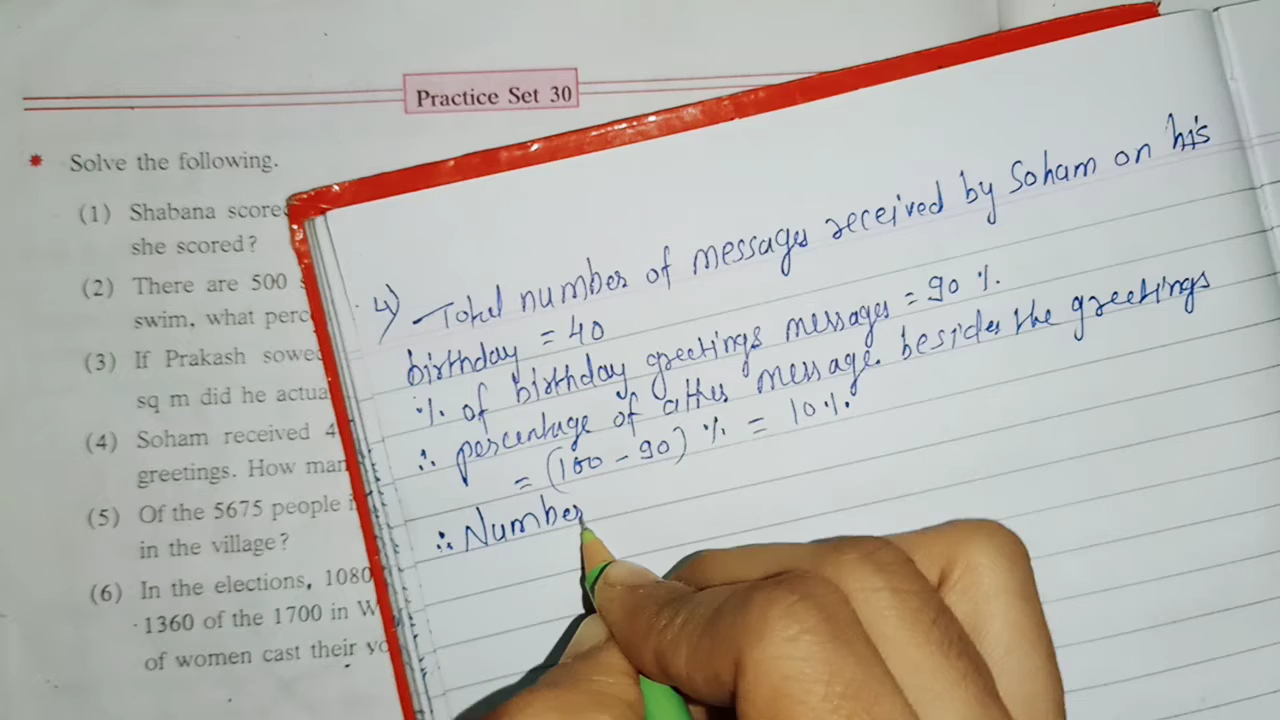 Practice Set 30
* Solve the following.
(1) Shabana score
she scored?
(2) There are 500
swim, what perc
(3) If Prakash sowe
sq m did he actua
(4) Soham received 4
greetings. How man
(5) Of the 5675 people i
in the village?
(6) In the elections, 1080
1360 of the 1700 in W
of women cast their vo
4) Total number of messages received by Soham on his
birthday = 40
% of birthday greetings messages = 90 %.
∴ percentage of other message. besides the greetings
= (100 - 90) % = 10%.
∴ Number